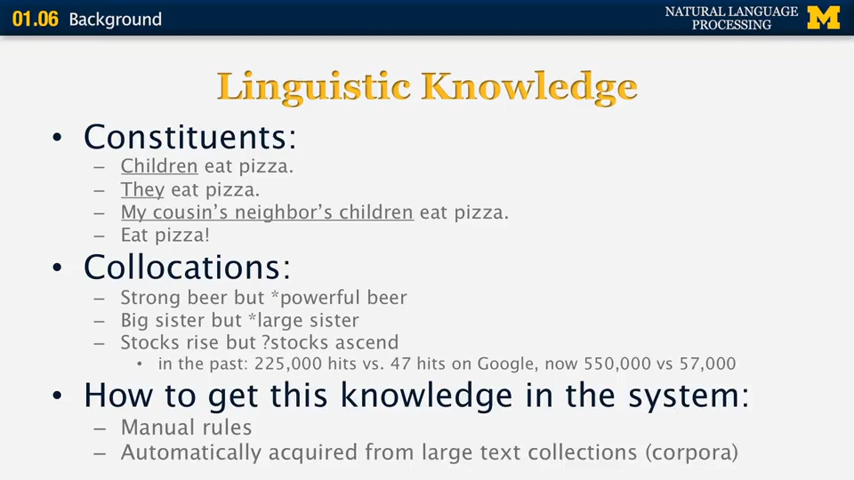 01.06 Background
NATURAL LANGUAGE
PROCESSING
M
Linguistic Knowledge
• Constituents:
– Children eat pizza.
– They eat pizza.
– My cousin’s neighbor’s children eat pizza.
– Eat pizza!
• Collocations:
– Strong beer but *powerful beer
– Big sister but *large sister
– Stocks rise but ?stocks ascend
• in the past: 225,000 hits vs. 47 hits on Google, now 550,000 vs 57,000
• How to get this knowledge in the system:
– Manual rules
– Automatically acquired from large text collections (corpora)